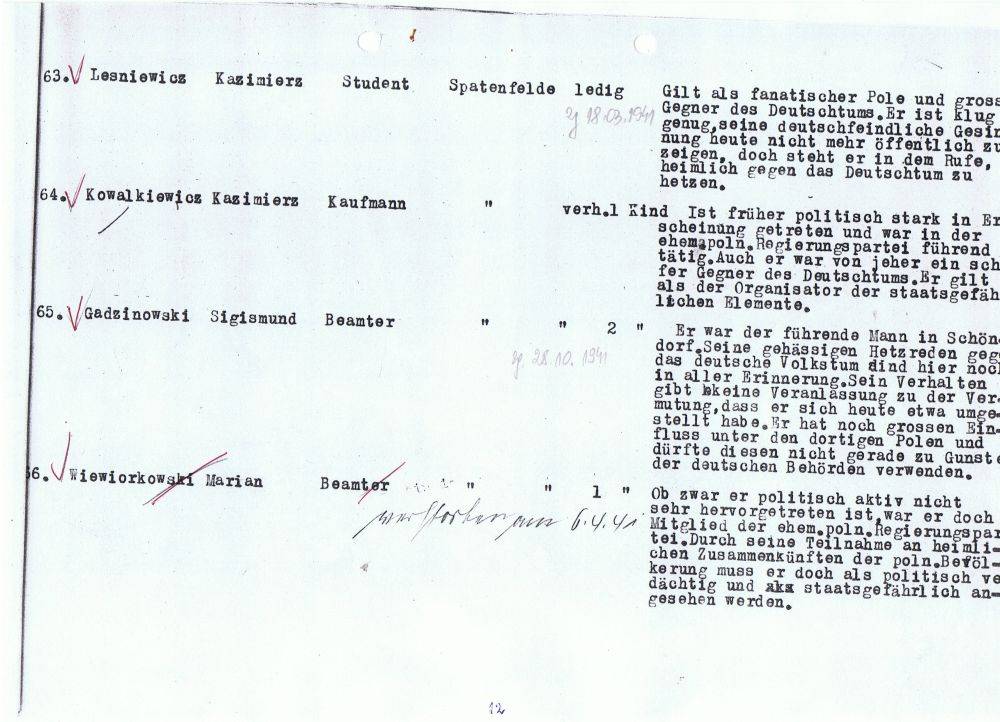 63. Lesniewicz Kazimierz Student Spatenfelde ledig
18.03.1941
Gilt als fanatischer Pole und gross
Gegner des Deutschtums.Er ist klug
genug,seine deutschfeindliche Gesin
nung heute nicht mehr öffentlich zu
zeigen, doch steht er in dem Rufe,
heimlich gegen das Deutschtum zu
hetzen.
64. Kowalkiewicz Kazimierz Kaufmann " verh.1 Kind
Ist früher politisch stark in Er
scheinung getreten und war in der
ehem.poln.Regierungspartei führend
tätig.Auch er war von jeher ein sch
fer Gegner des Deutschtums.Er gilt
als der Organisator der staatsgefäh
lichen Elemente.
65. Gadzinowski Sigismund Beamter " " 2 "
28.10.1941
Er war der führende Mann in Schön-
dorf.Seine gehässigen Hetzreden geg
das deutsche Volkstum sind hier noch
in aller Erinnerung.Sein Verhalten
gibt keine Veranlassung zu der Ver-
mutung,dass er sich heute etwa umge-
stellt habe.Er hat noch grossen Ein-
fluss unter den dortigen Polen und
dürfte diesen nicht gerade zu Gunste
der deutschen Behörden verwenden.
66. Wiewiorkowski Marian Beamter " " 1 "
verstorben am 6.4.41
Ob zwar er politisch aktiv nicht
sehr hervorgetreten ist,war er doch
Mitglied der ehem.poln.Regierungspar
tei.Durch seine Teilnahme an heimli-
chen Zusammenkünften der poln.Bevöl-
kerung muss er doch als politisch ve
dächtig und staatsgefährlich an-
gesehen werden.
12